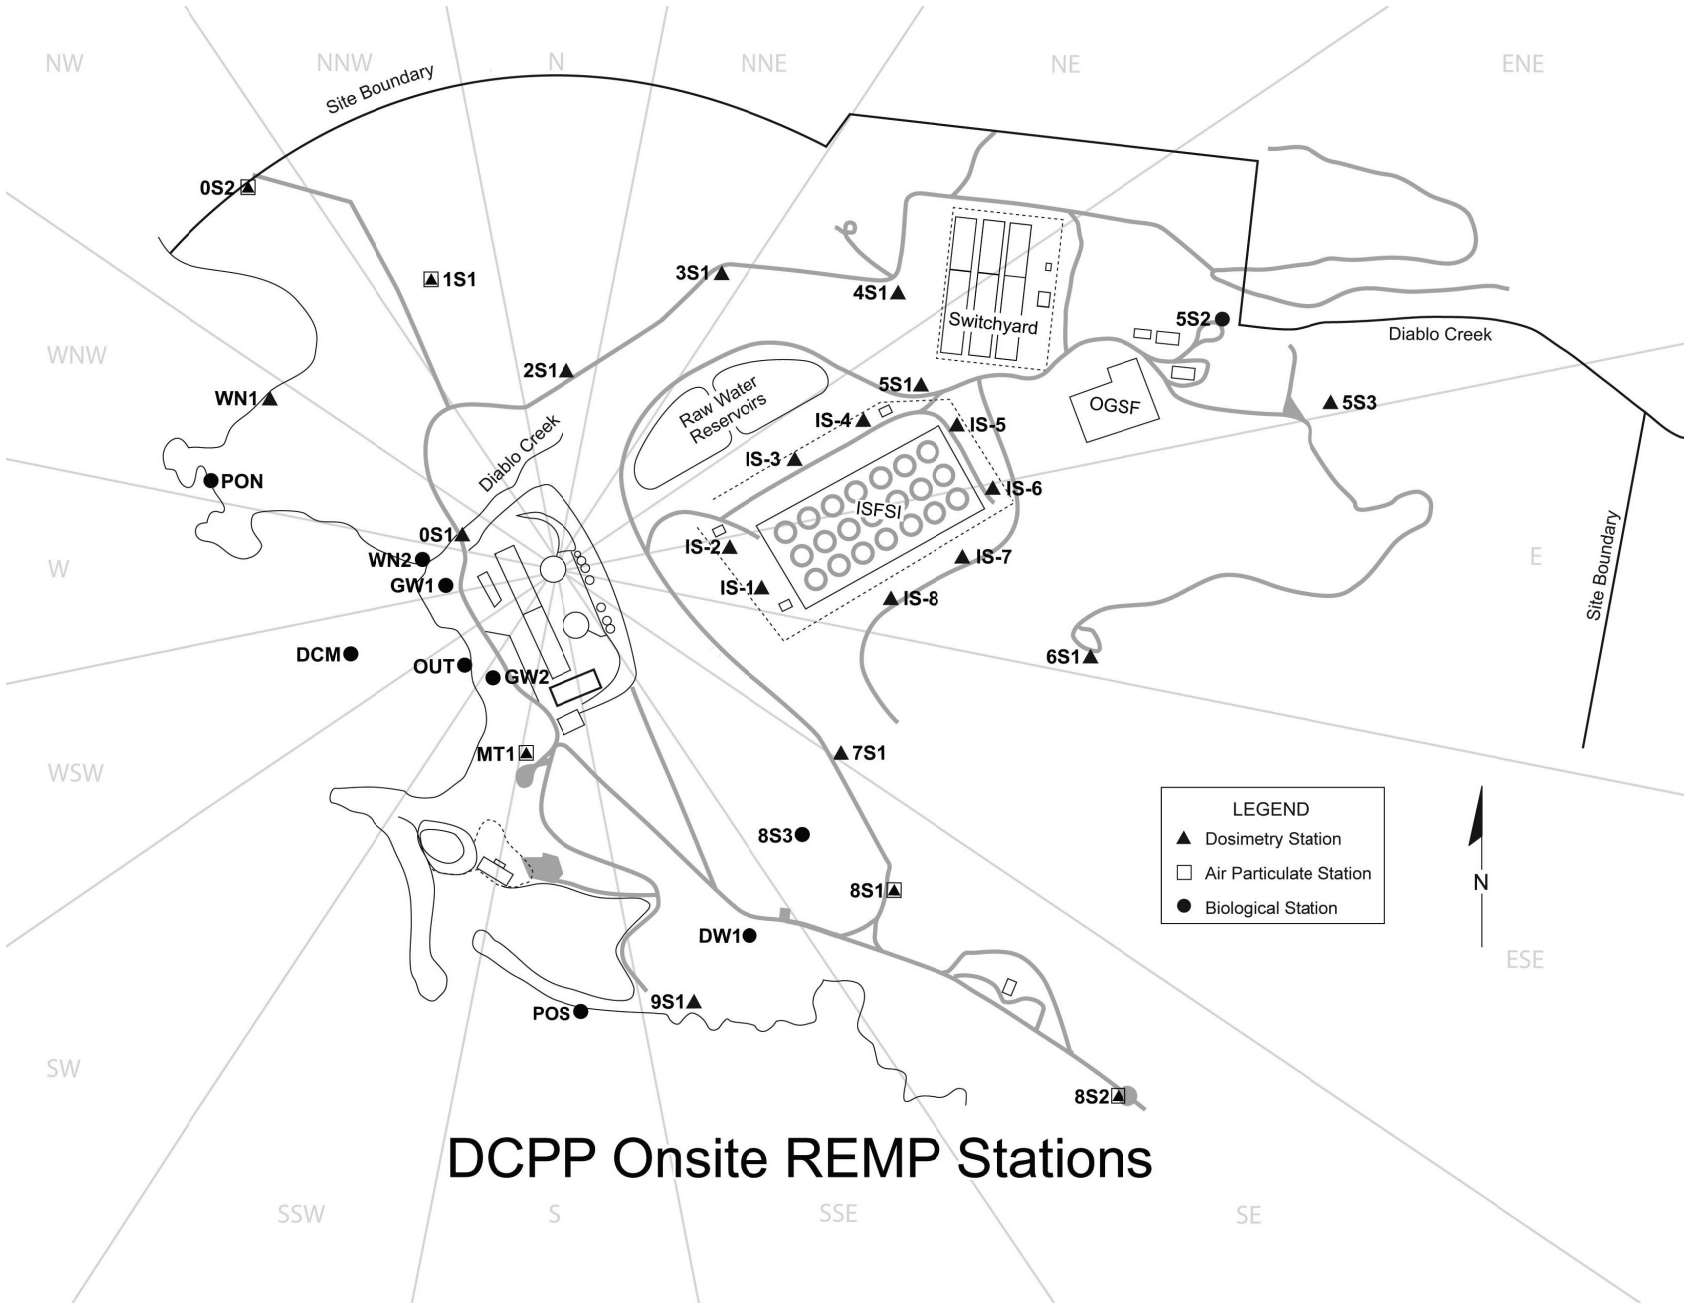 NW
NNW
N
NNE
NE
ENE
Site Boundary
0S2
1S1
3S1
4S1
Switchyard
5S2
Diablo Creek
WNW
2S1
WN1
Raw Water
Reservoirs
5S1
OGSF
5S3
IS-4
IS-5
Diablo Creek
IS-3
PON
IS-6
ISFSI
0S1
IS-2
WN2
IS-7
W
E
GW1
IS-1
IS-8
Site Boundary
DCM
OUT
GW2
6S1
MT1
7S1
WSW
LEGEND
Dosimetry Station
Air Particulate Station
Biological Station
N
8S3
8S1
DW1
ESE
9S1
POS
SW
8S2
DCPP Onsite REMP Stations
SSW
S
SSE
SE